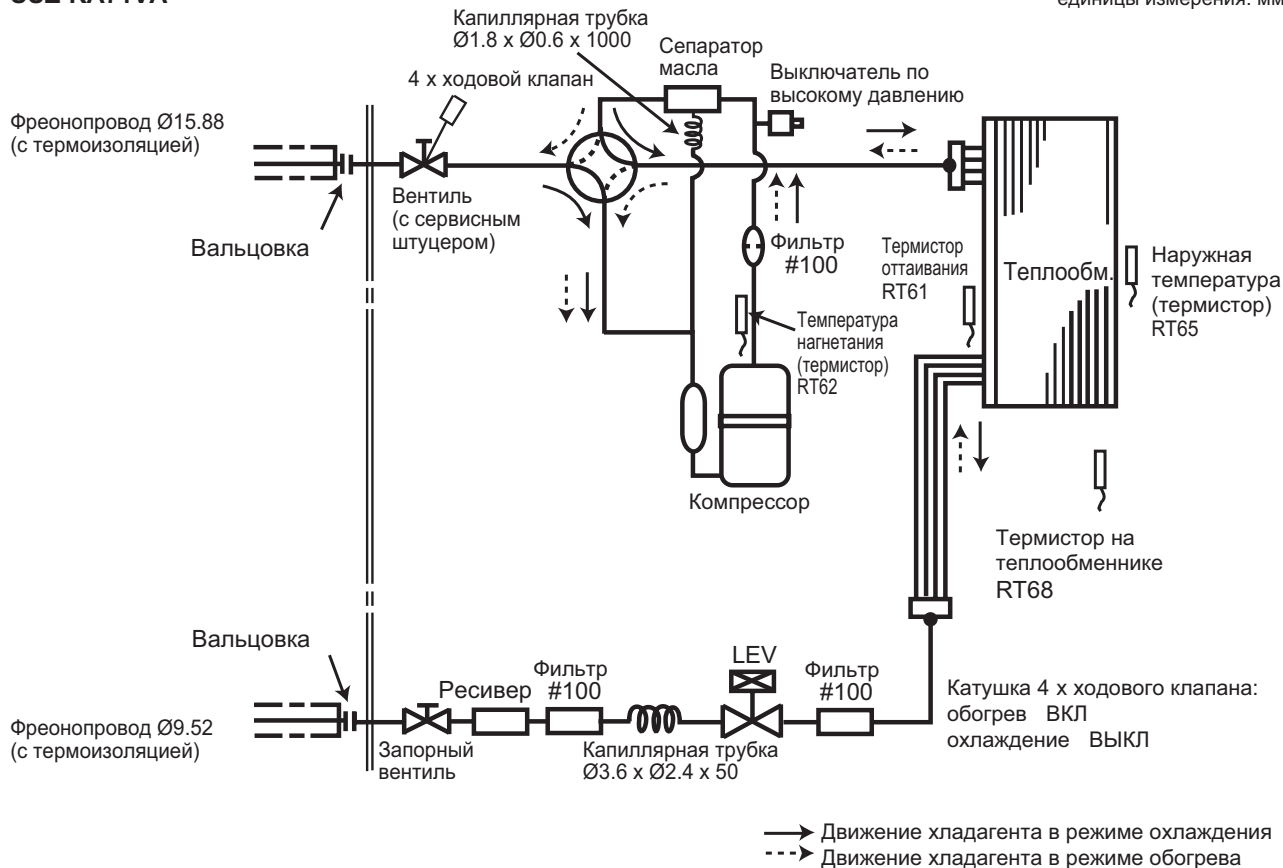 единицы измерения: мм
Капиллярная трубка
Ø1.8 x Ø0.6 x 1000
Сепаратор
масла
4 х ходовой клапан
Выключатель по
высокому давлению
Фреонопровод Ø15.88
(с термоизоляцией)
Вальцовка
Вентиль
(с сервисным
штуцером)
Фильтр
#100
Термистор
оттаивания
RT61
Теплообм.
Наружная
температура
(термистор)
RT65
Температура
нагнетания
(термистор)
RT62
Компрессор
Термистор на
теплообменнике
RT68
Вальцовка
Фреонопровод Ø9.52
(с термоизоляцией)
Запорный
вентиль
Ресивер
Фильтр
#100
Капиллярная трубка
Ø3.6 x Ø2.4 x 50
LEV
Фильтр
#100
Катушка 4 х ходового клапана:
обогрев ВКЛ
охлаждение ВЫКЛ
Движение хладагента в режиме охлаждения
Движение хладагента в режиме обогрева